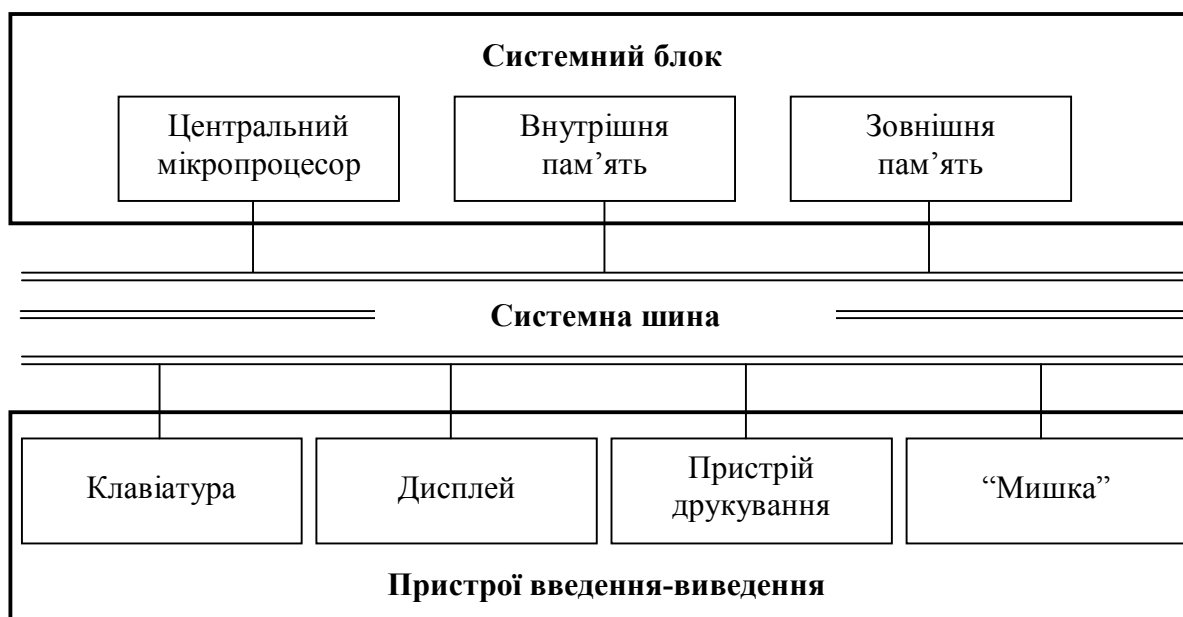 Системний блок
Центральний
мікропроцесор
Внутрішня
пам’ять
Зовнішня
пам’ять
Системна шина
Клавіатура
Дисплей
Пристрій
друкування
“Мишка”
Пристрої введення-виведення